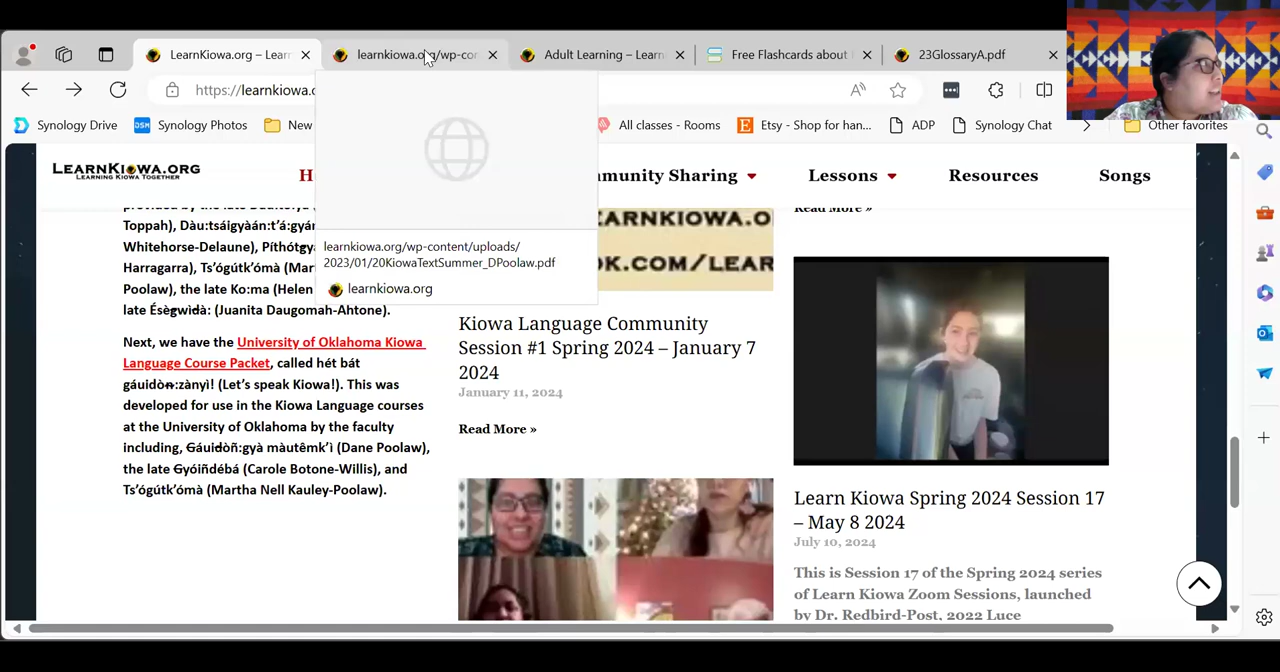 LearnKiowa.org – Lear
learnkiowa.org/wp-co
Adult Learning – Learn
Free Flashcards about
23GlossaryA.pdf
https://learnkiowa.o
Synology Drive
Synology Photos
New
All classes - Rooms
Etsy - Shop for han...
ADP
Synology Chat
Other favorites
LEARNKIOWA.ORG
LEARNING KIOWA TOGETHER
H
mmunity Sharing
Lessons
Resources
Songs
learnkiowa.org/wp-content/uploads/
2023/01/20KiowaTextSummer_DPoolaw.pdf
learnkiowa.org
Toppah), Dàu:tsáigyàán:t'á:gyá
Whitehorse-Delaune), Píthótgy
Harragarra), Ts'ógútk'ómà (Mar
Poolaw), the late Ko:ma (Helen
late Ésègwìdà: (Juanita Daugomah-Ahtone).
Next, we have the University of Oklahoma Kiowa
Language Course Packet, called hét bát
gáuidòn:zànyì! (Let's speak Kiowa!). This was
developed for use in the Kiowa Language courses
at the University of Oklahoma by the faculty
including, Gáuidòñ:gyà màutêmk'ì (Dane Poolaw),
the late Gyóiñdébá (Carole Botone-Willis), and
Ts'ógútk'ómà (Martha Nell Kauley-Poolaw).
EARNKIOWA.O
OK.COM/LEAR
Kiowa Language Community
Session #1 Spring 2024 – January 7
2024
January 11, 2024
Read More »
Read More »
Learn Kiowa Spring 2024 Session 17
– May 8 2024
July 10, 2024
This is Session 17 of the Spring 2024 series
of Learn Kiowa Zoom Sessions, launched
by Dr. Redbird-Post, 2022 Luce